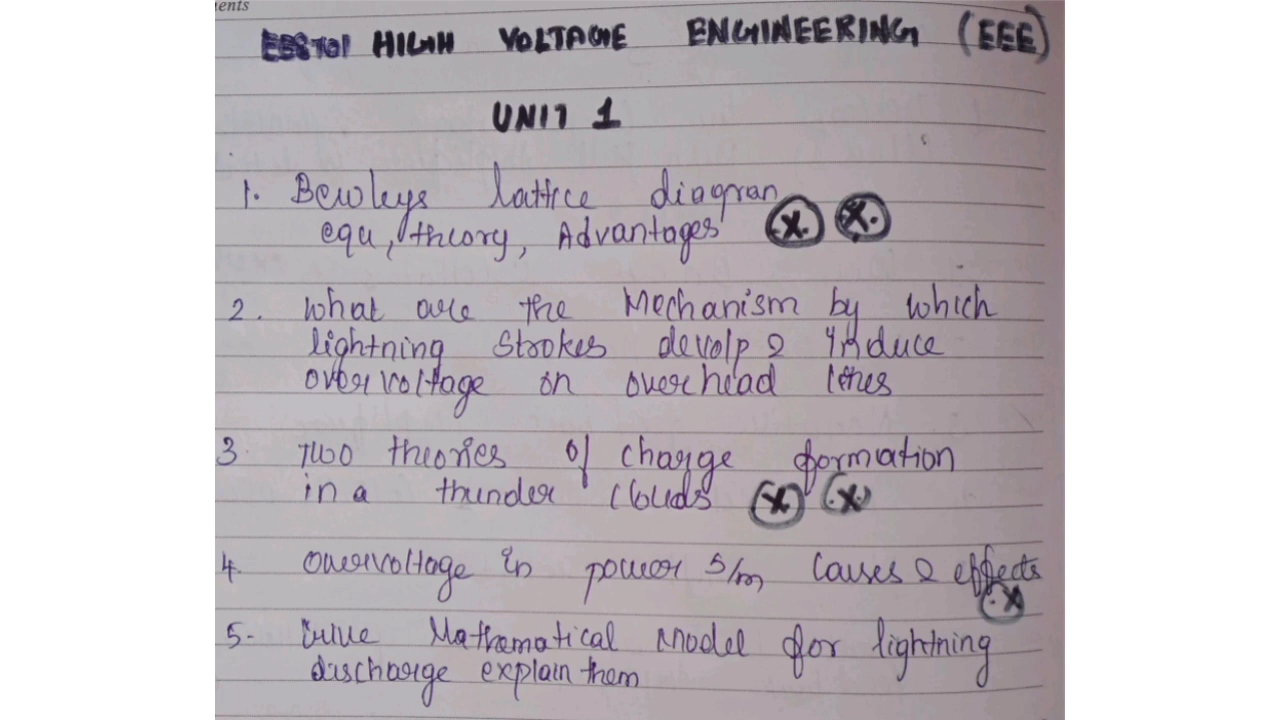 ents
EE8701 HIGH VOLTAGE ENGINEERING (EEE)
UNIT 1
1. Bewleys lattice diagram
equ, theory, Advantages
2. What are the Mechanism by which
lightning strokes devolp & Induce
overvoltage on overhead lines
3 Two theories of charge formation
in a thunder clouds
4. Overvoltage in power s/m causes & effects
5- Give Mathematical Model for lightning
discharge explain them